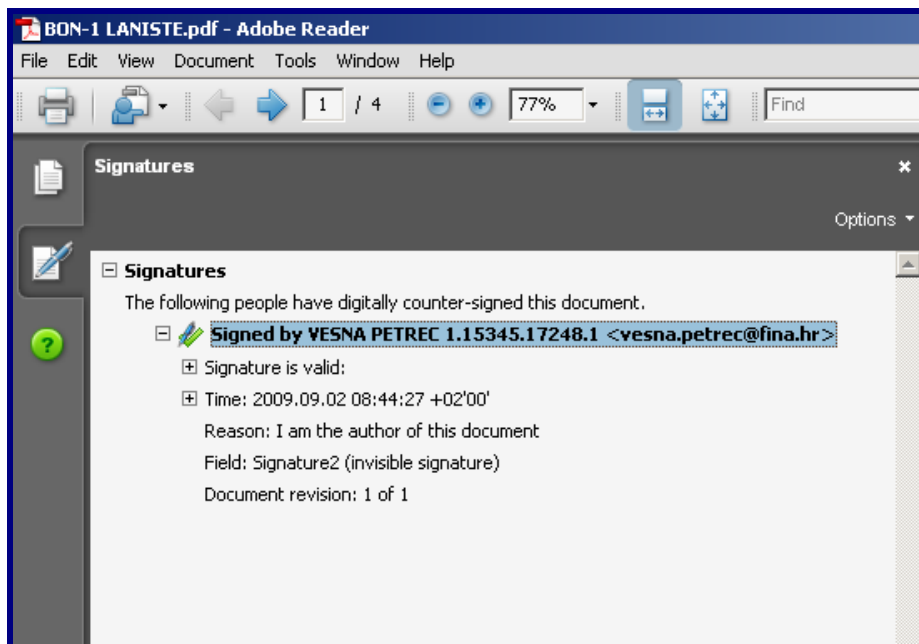 BON-1 LANISTE.pdf - Adobe Reader
File Edit View Document Tools Window Help
1 / 4 77% Find
Signatures
Options
Signatures
The following people have digitally counter-signed this document.
Signed by VESNA PETREC 1.15345.17248.1 <vesna.petrec@fina.hr>
Signature is valid:
Time: 2009.09.02 08:44:27 +02'00'
Reason: I am the author of this document
Field: Signature2 (invisible signature)
Document revision: 1 of 1